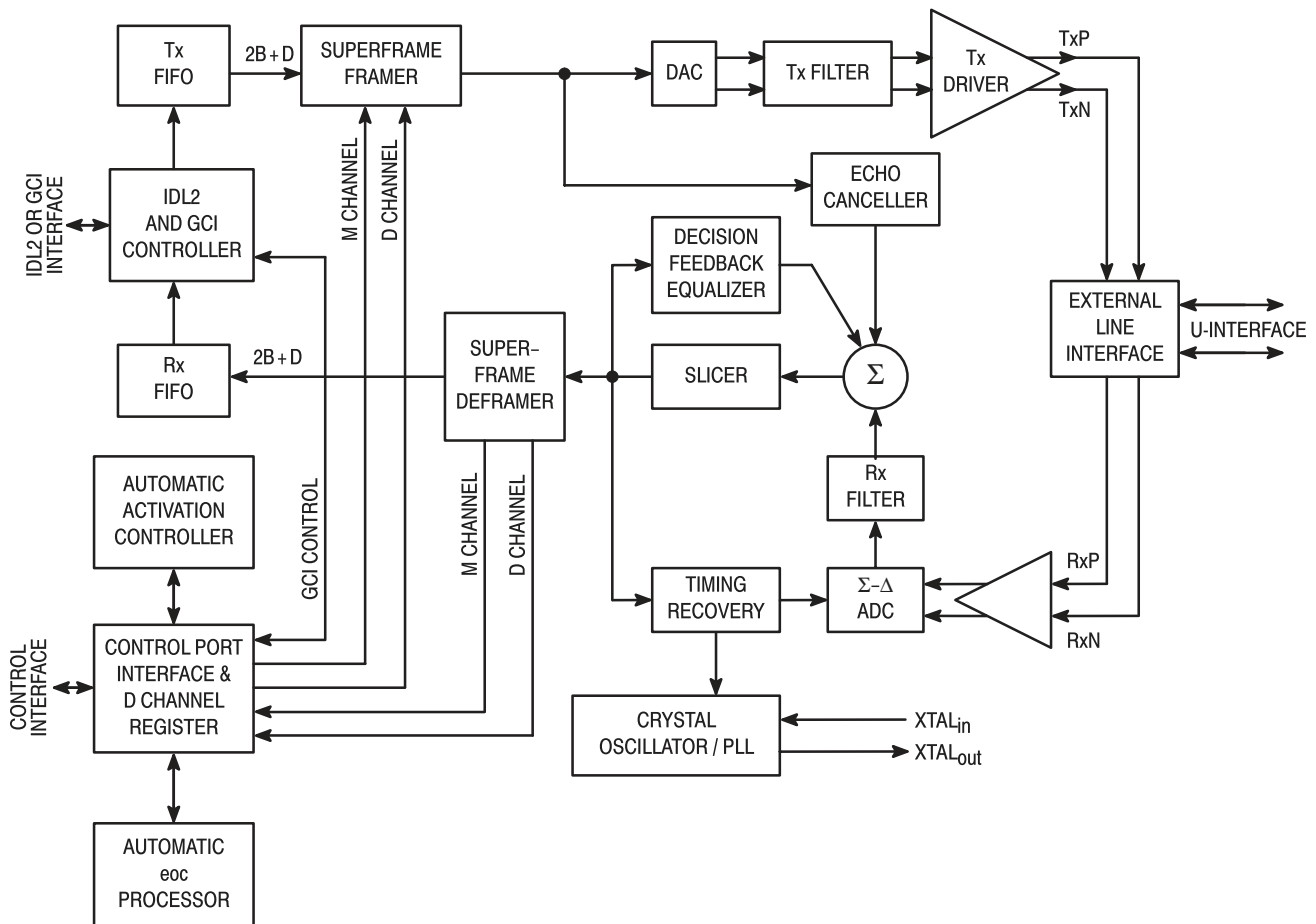 Tx
FIFO
2B+D
SUPERFRAME
FRAMER
DAC
Tx FILTER
Tx
DRIVER
TxP
TxN
IDL2 OR GCI
INTERFACE
IDL2
AND GCI
CONTROLLER
M CHANNEL
D CHANNEL
ECHO
CANCELLER
DECISION
FEEDBACK
EQUALIZER
EXTERNAL
LINE
INTERFACE
U-INTERFACE
Rx
FIFO
2B+D
SUPER–
FRAME
DEFRAMER
SLICER
Σ
Rx
FILTER
AUTOMATIC
ACTIVATION
CONTROLLER
GCI CONTROL
M CHANNEL
D CHANNEL
TIMING
RECOVERY
Σ–Δ
ADC
RxP
RxN
CONTROL
INTERFACE
CONTROL PORT
INTERFACE &
D CHANNEL
REGISTER
CRYSTAL
OSCILLATOR / PLL
XTALin
XTALout
AUTOMATIC
eoc
PROCESSOR